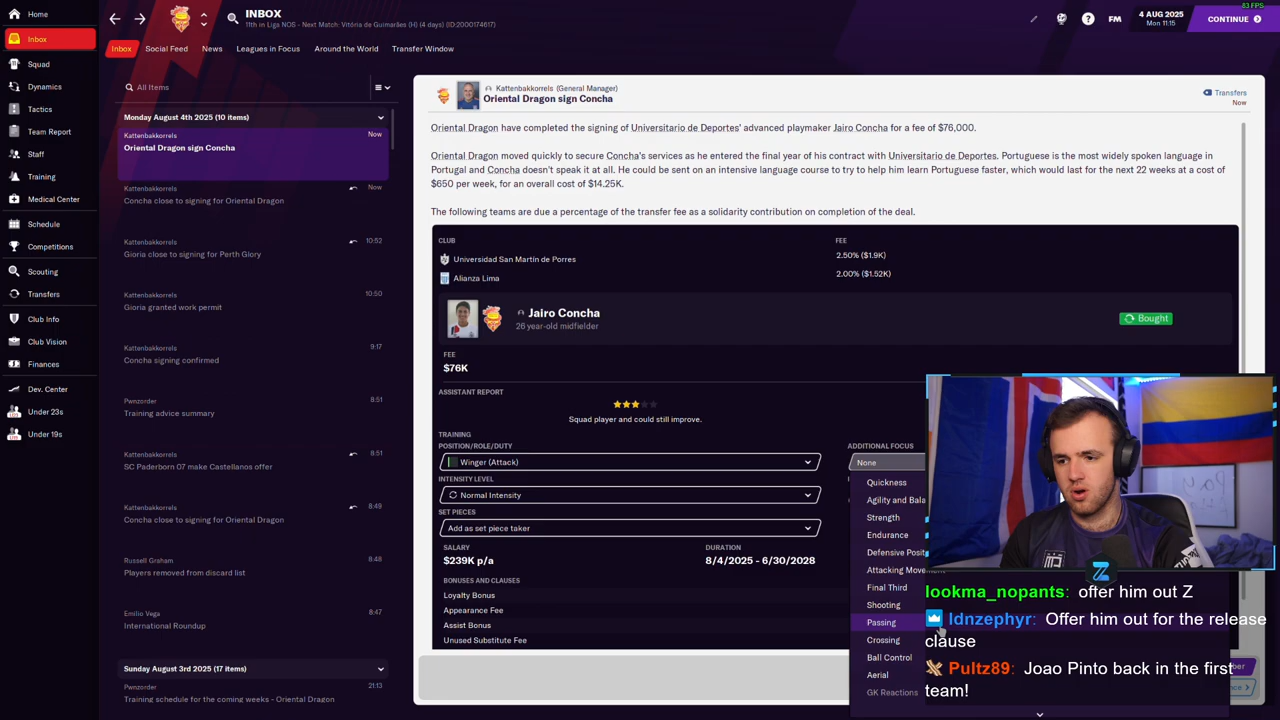 83 FPS
Home
Inbox
Squad
Dynamics
Tactics
Team Report
Staff
Training
Medical Center
Schedule
Competitions
Scouting
Transfers
Club Info
Club Vision
Finances
Dev. Center
Under 23s
Under 19s
INBOX
11th in Liga NOS - Next Match: Vitória de Guimarães (H) (4 days) (ID:2000174617)
FM
4 AUG 2025
Mon 11:15
CONTINUE
Inbox
Social Feed
News
Leagues in Focus
Around the World
Transfer Window
All Items
Monday August 4th 2025 (10 items)
Kattenbakkorrels Now
Oriental Dragon sign Concha
Kattenbakkorrels Now
Concha close to signing for Oriental Dragon
Kattenbakkorrels 10:52
Gioria close to signing for Perth Glory
Kattenbakkorrels 10:50
Gioria granted work permit
Kattenbakkorrels 9:17
Concha signing confirmed
Pwnzorder 8:51
Training advice summary
Kattenbakkorrels 8:51
SC Paderborn 07 make Castellanos offer
Kattenbakkorrels 8:49
Concha close to signing for Oriental Dragon
Russell Graham 8:48
Players removed from discard list
Emilio Vega 8:47
International Roundup
Sunday August 3rd 2025 (17 items)
Pwnzorder 21:13
Training schedule for the coming weeks - Oriental Dragon
Kattenbakkorrels (General Manager)
Oriental Dragon sign Concha
Transfers
Now
Oriental Dragon have completed the signing of Universitario de Deportes' advanced playmaker Jairo Concha for a fee of $76,000.
Oriental Dragon moved quickly to secure Concha's services as he entered the final year of his contract with Universitario de Deportes. Portuguese is the most widely spoken language in
Portugal and Concha doesn't speak it at all. He could be sent on an intensive language course to try to help him learn Portuguese faster, which would last for the next 22 weeks at a cost of
$650 per week, for an overall cost of $14.25K.
The following teams are due a percentage of the transfer fee as a solidarity contribution on completion of the deal.
CLUB FEE
Universidad San Martín de Porres 2.50% ($1.9K)
Alianza Lima 2.00% ($1.52K)
Jairo Concha
26 year-old midfielder
Bought
FEE
$76K
ASSISTANT REPORT
Squad player and could still improve.
TRAINING
POSITION/ROLE/DUTY
Winger (Attack)
INTENSITY LEVEL
Normal Intensity
SET PIECES
Add as set piece taker
SALARY
$239K p/a
DURATION
8/4/2025 - 6/30/2028
BONUSES AND CLAUSES
Loyalty Bonus
Appearance Fee
Assist Bonus
Unused Substitute Fee
ADDITIONAL FOCUS
None
Quickness
Agility and Bala
Strength
Endurance
Defensive Posit
Attacking Movement
Final Third
Shooting
Passing
Crossing
Ball Control
Aerial
GK Reactions
lookma_nopants: offer him out Z
ldnzephyr: Offer him out for the release
clause
Pultz89: Joao Pinto back in the first
team!